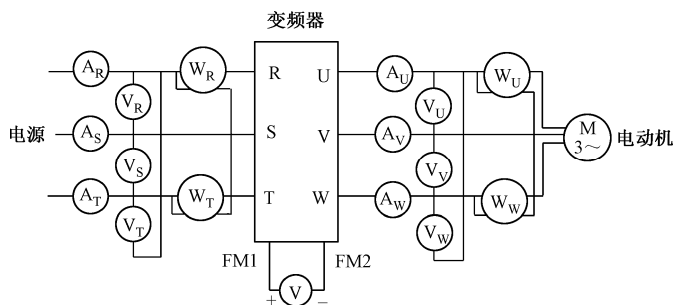 变频器
A_R W_R R U A_U W_U
V_R V_U
电源 A_S S V A_V M 3～ 电动机
V_S V_V
A_T W_T T W A_W W_W
V_T V_W
FM1 FM2
+ V −